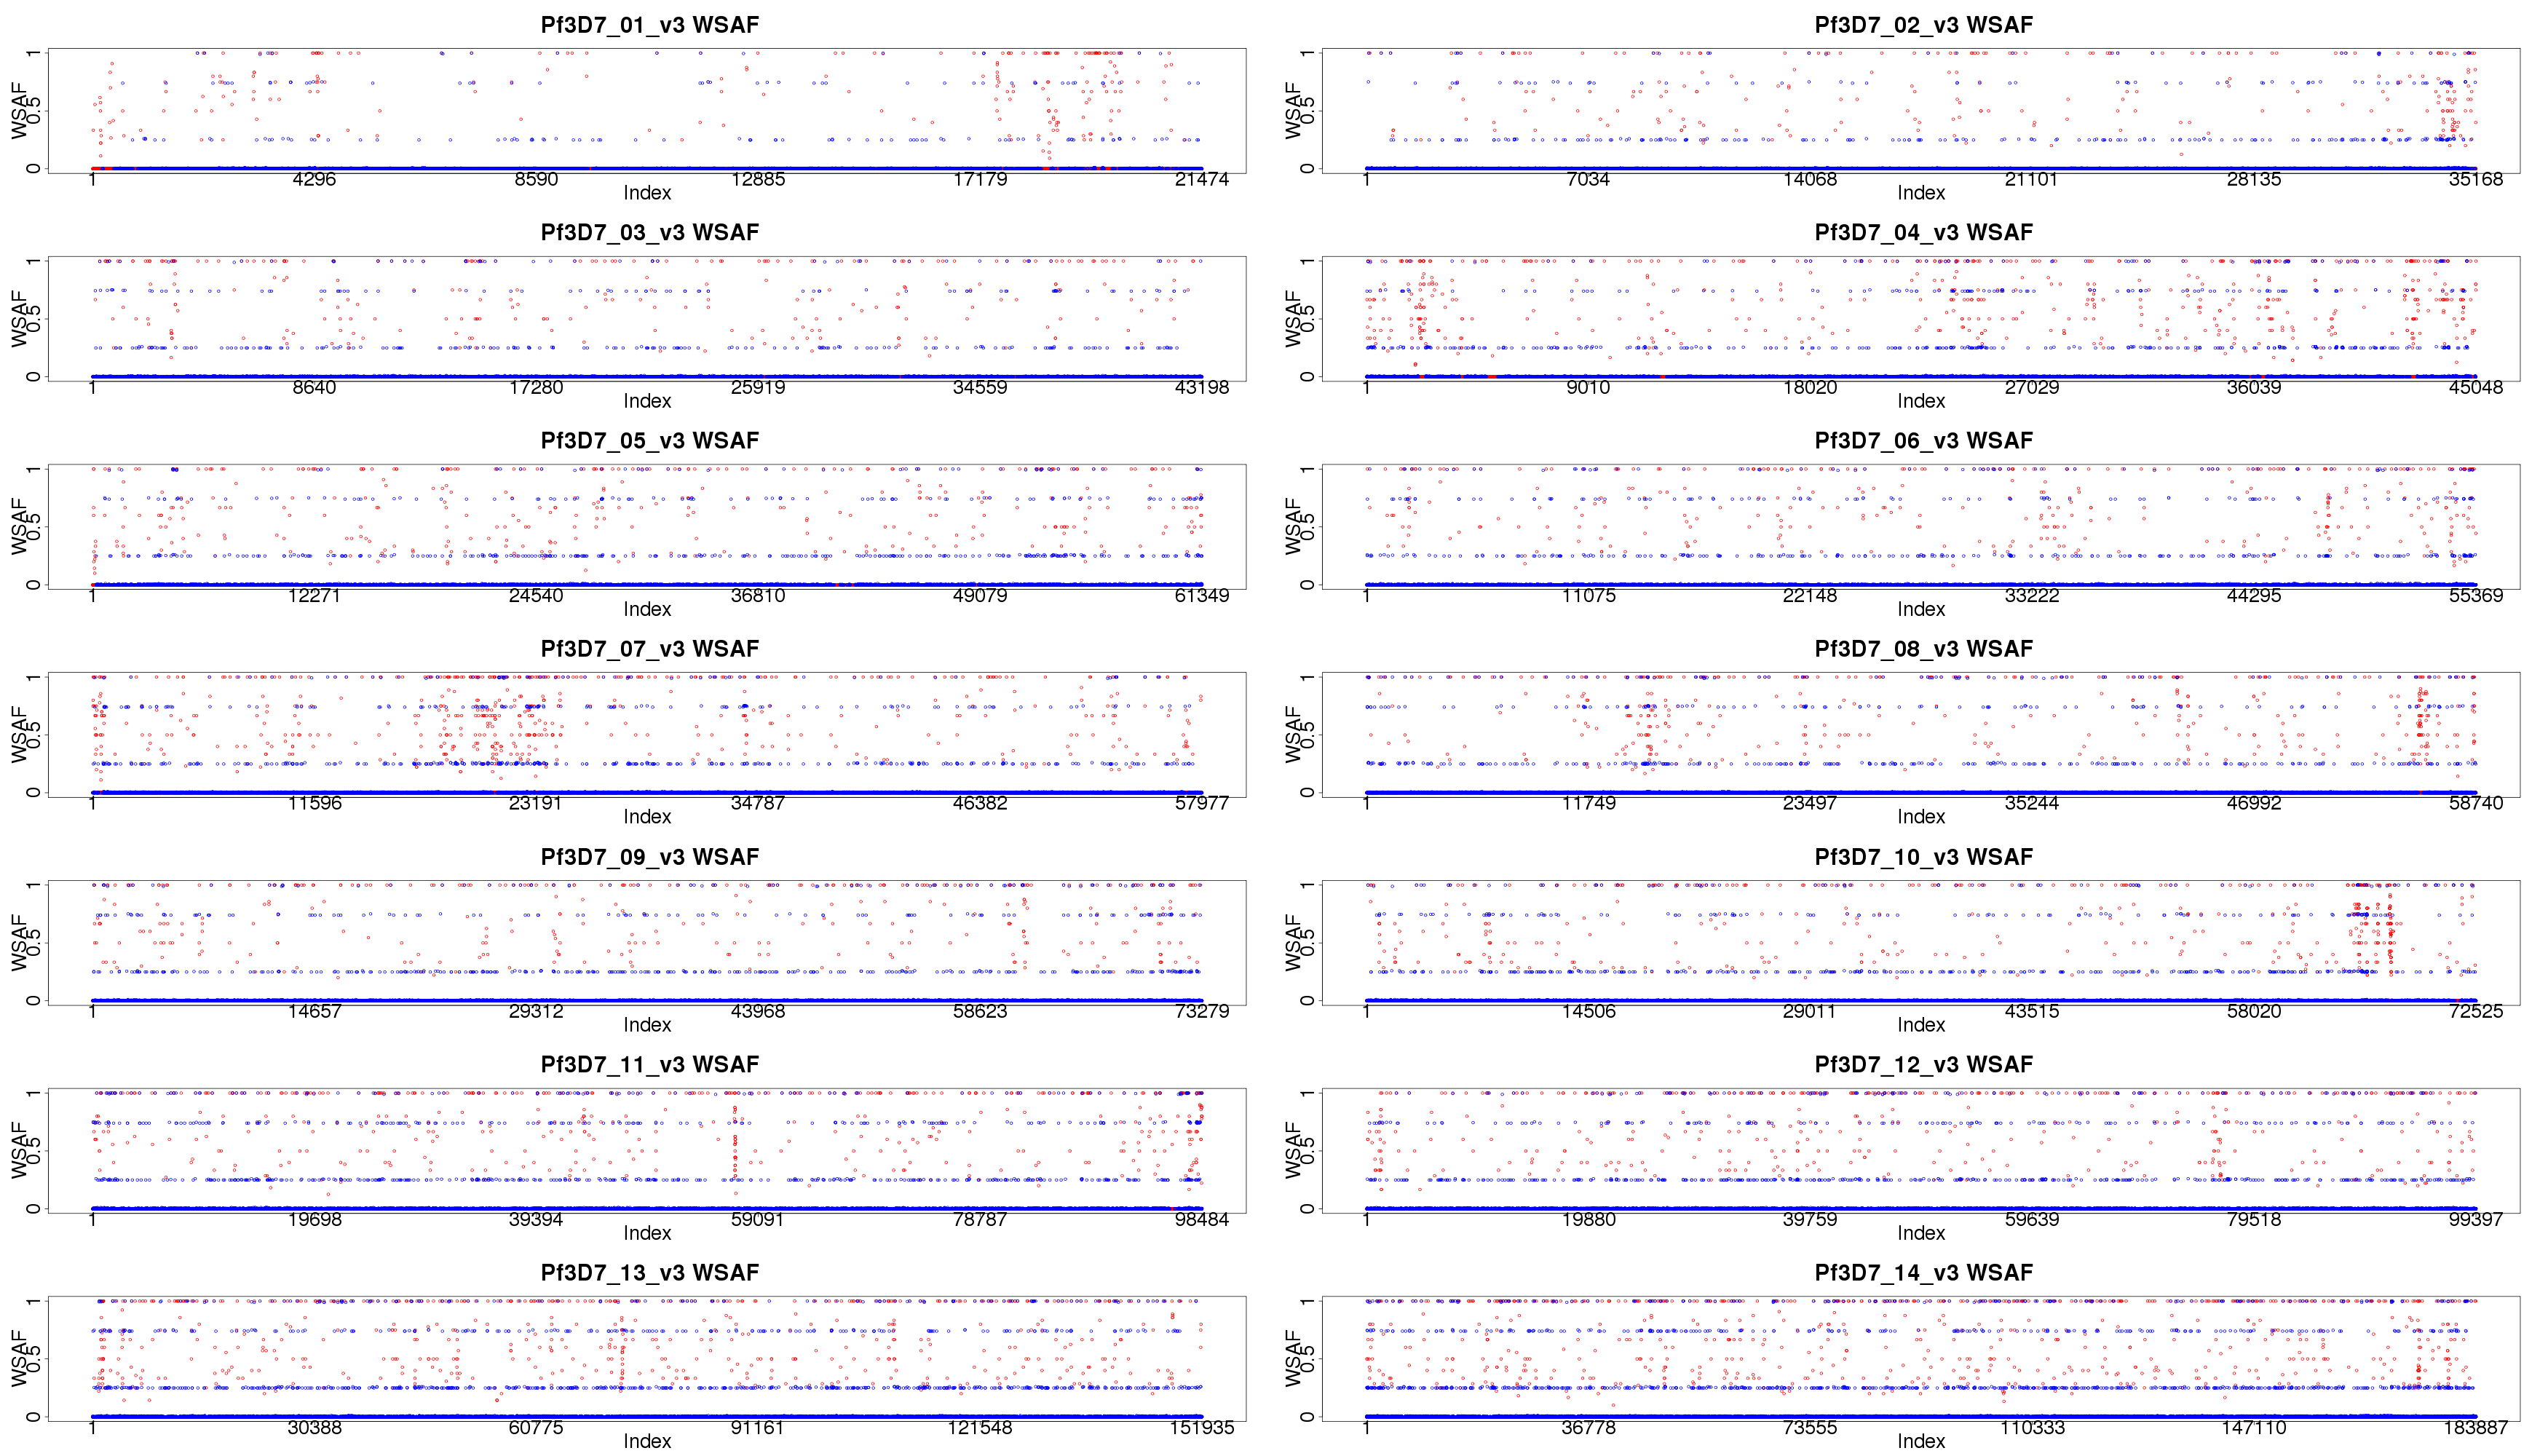 Pf3D7_01_v3 WSAF
WSAF
0 0.5 1
1 4296 8590 12885 17179 21474
Index
Pf3D7_02_v3 WSAF
WSAF
0 0.5 1
1 7034 14068 21101 28135 35168
Index
Pf3D7_03_v3 WSAF
WSAF
0 0.5 1
1 8640 17280 25919 34559 43198
Index
Pf3D7_04_v3 WSAF
WSAF
0 0.5 1
1 9010 18020 27029 36039 45048
Index
Pf3D7_05_v3 WSAF
WSAF
0 0.5 1
1 12271 24540 36810 49079 61349
Index
Pf3D7_06_v3 WSAF
WSAF
0 0.5 1
1 11075 22148 33222 44295 55369
Index
Pf3D7_07_v3 WSAF
WSAF
0 0.5 1
1 11596 23191 34787 46382 57977
Index
Pf3D7_08_v3 WSAF
WSAF
0 0.5 1
1 11749 23497 35244 46992 58740
Index
Pf3D7_09_v3 WSAF
WSAF
0 0.5 1
1 14657 29312 43968 58623 73279
Index
Pf3D7_10_v3 WSAF
WSAF
0 0.5 1
1 14506 29011 43515 58020 72525
Index
Pf3D7_11_v3 WSAF
WSAF
0 0.5 1
1 19698 39394 59091 78787 98484
Index
Pf3D7_12_v3 WSAF
WSAF
0 0.5 1
1 19880 39759 59639 79518 99397
Index
Pf3D7_13_v3 WSAF
WSAF
0 0.5 1
1 30388 60775 91161 121548 151935
Index
Pf3D7_14_v3 WSAF
WSAF
0 0.5 1
1 36778 73555 110333 147110 183887
Index